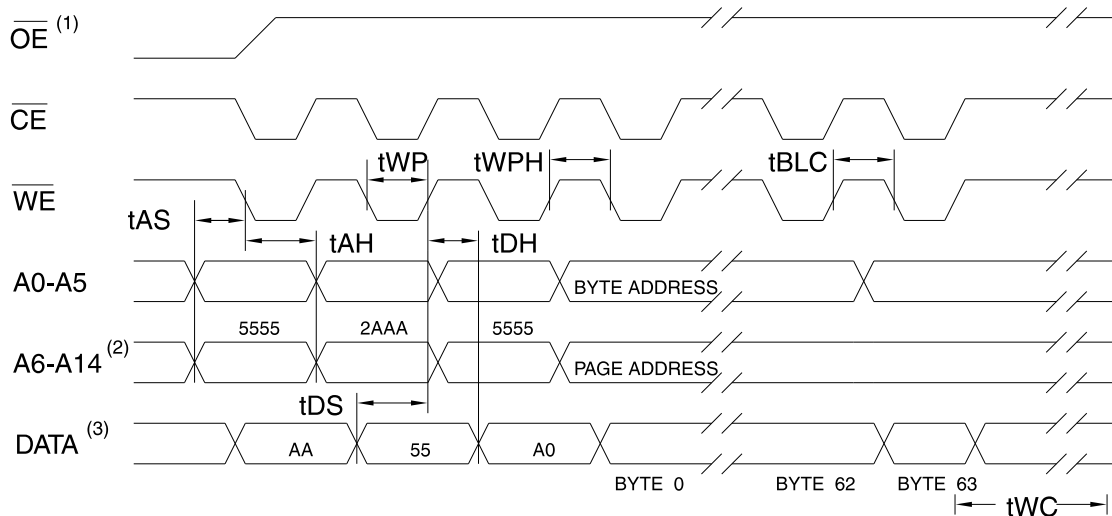 OE (1)
CE
tWP tWPH tBLC
WE
tAS tAH tDH
A0-A5 BYTE ADDRESS
5555 2AAA 5555
A6-A14 (2) PAGE ADDRESS
tDS
DATA (3) AA 55 A0
BYTE 0 BYTE 62 BYTE 63
tWC